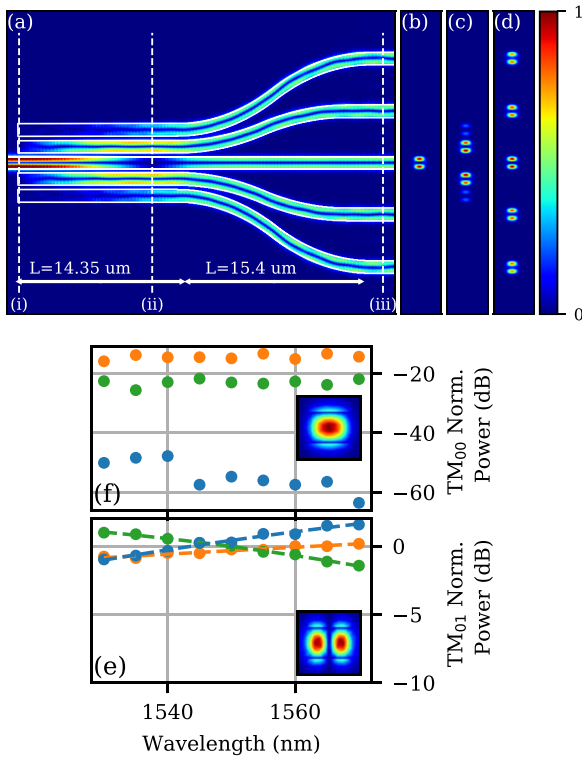 (a) (b) (c) (d) 1
L=14.35 um L=15.4 um
(i) (ii) (iii) 0
−20
−40
−60
TM₀₀ Norm.
Power (dB)
(f)
0
−5
−10
TM₀₁ Norm.
Power (dB)
(e)
1540 1560
Wavelength (nm)